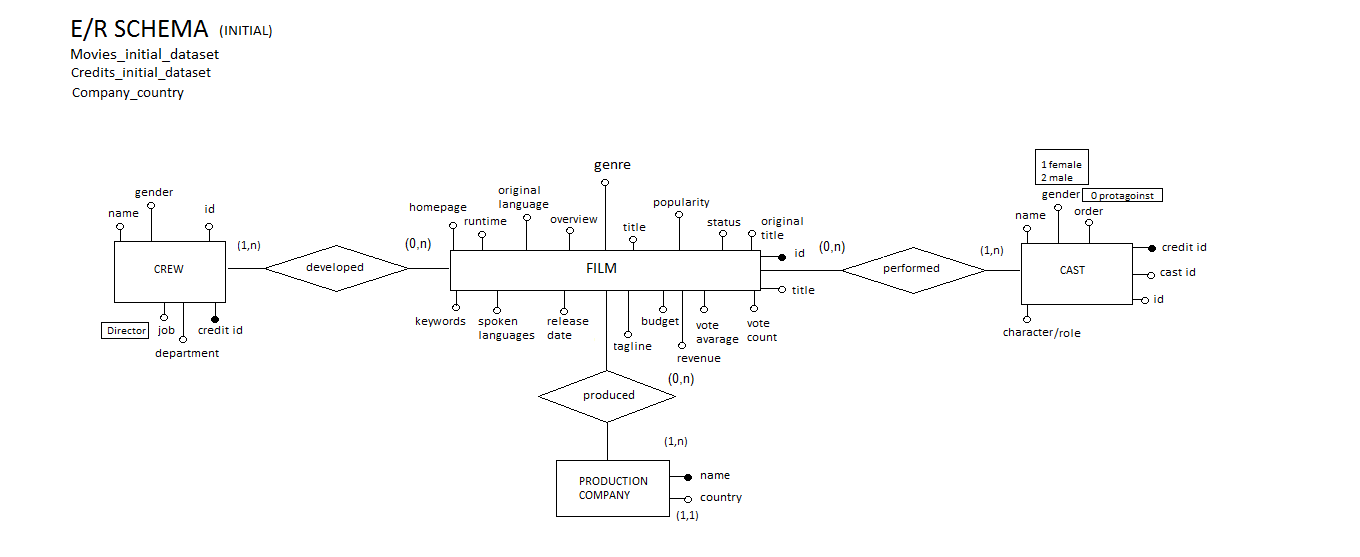 E/R SCHEMA (INITIAL)
Movies_initial_dataset
Credits_initial_dataset
Company_country
genre
1 female
2 male
gender
name
id
homepage
runtime
original
language
overview
title
popularity
status
original
title
gender
0 protagoinst
name
order
(1,n)
developed
(0,n)
CREW
FILM
id
(0,n)
performed
(1,n)
CAST
credit id
cast id
id
title
Director
job
credit id
department
keywords
spoken
languages
release
date
tagline
budget
revenue
vote
avarage
vote
count
character/role
(0,n)
produced
(1,n)
PRODUCTION
COMPANY
name
country
(1,1)